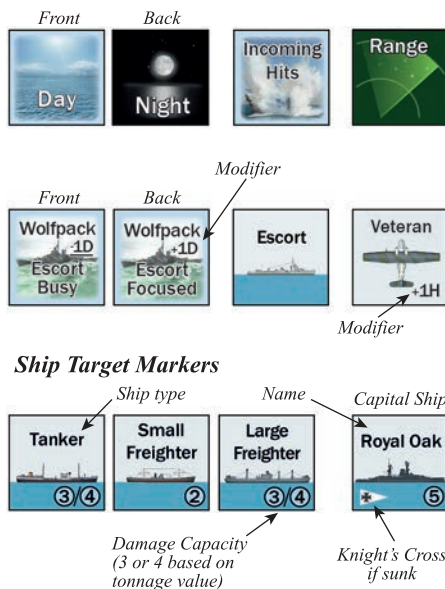 Front
Back
Day
Night
Incoming
Hits
Range
Modifier
Front
Back
Wolfpack
-1D
Escort
Busy
Wolfpack
+1D
Escort
Focused
Escort
Veteran
+1H
Modifier
Ship Target Markers
Ship type
Name
Capital Ship
Tanker
3/4
Small
Freighter
2
Large
Freighter
3/4
Royal Oak
5
Damage Capacity
(3 or 4 based on
tonnage value)
Knight's Cross
if sunk